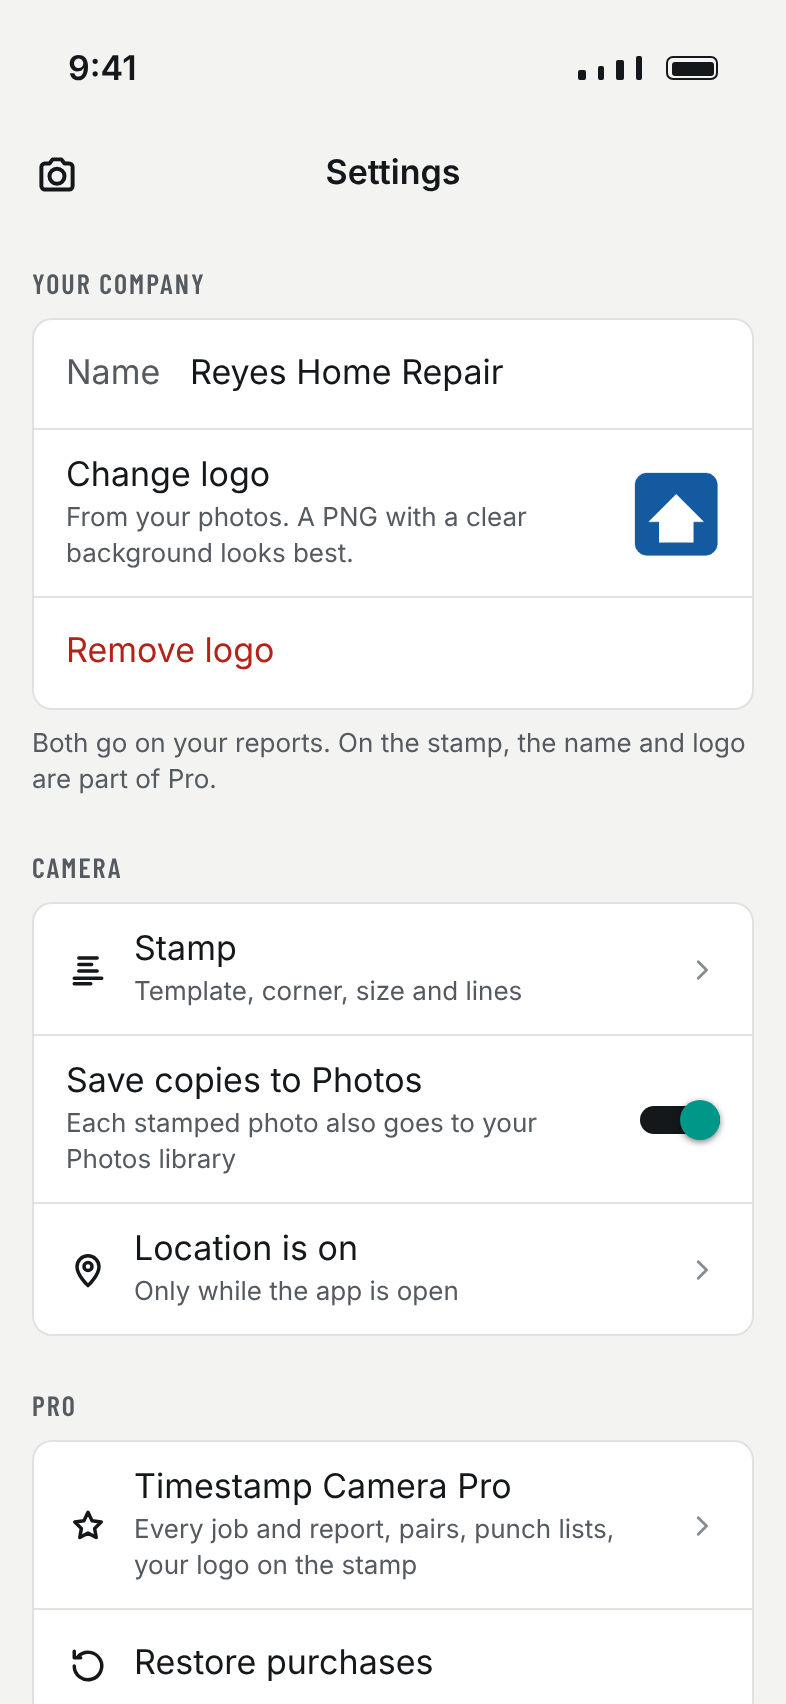 9:41
Settings
YOUR COMPANY
Name Reyes Home Repair
Change logo
From your photos. A PNG with a clear
background looks best.
Remove logo
Both go on your reports. On the stamp, the name and logo
are part of Pro.
CAMERA
Stamp
Template, corner, size and lines
Save copies to Photos
Each stamped photo also goes to your
Photos library
Location is on
Only while the app is open
PRO
Timestamp Camera Pro
Every job and report, pairs, punch lists,
your logo on the stamp
Restore purchases